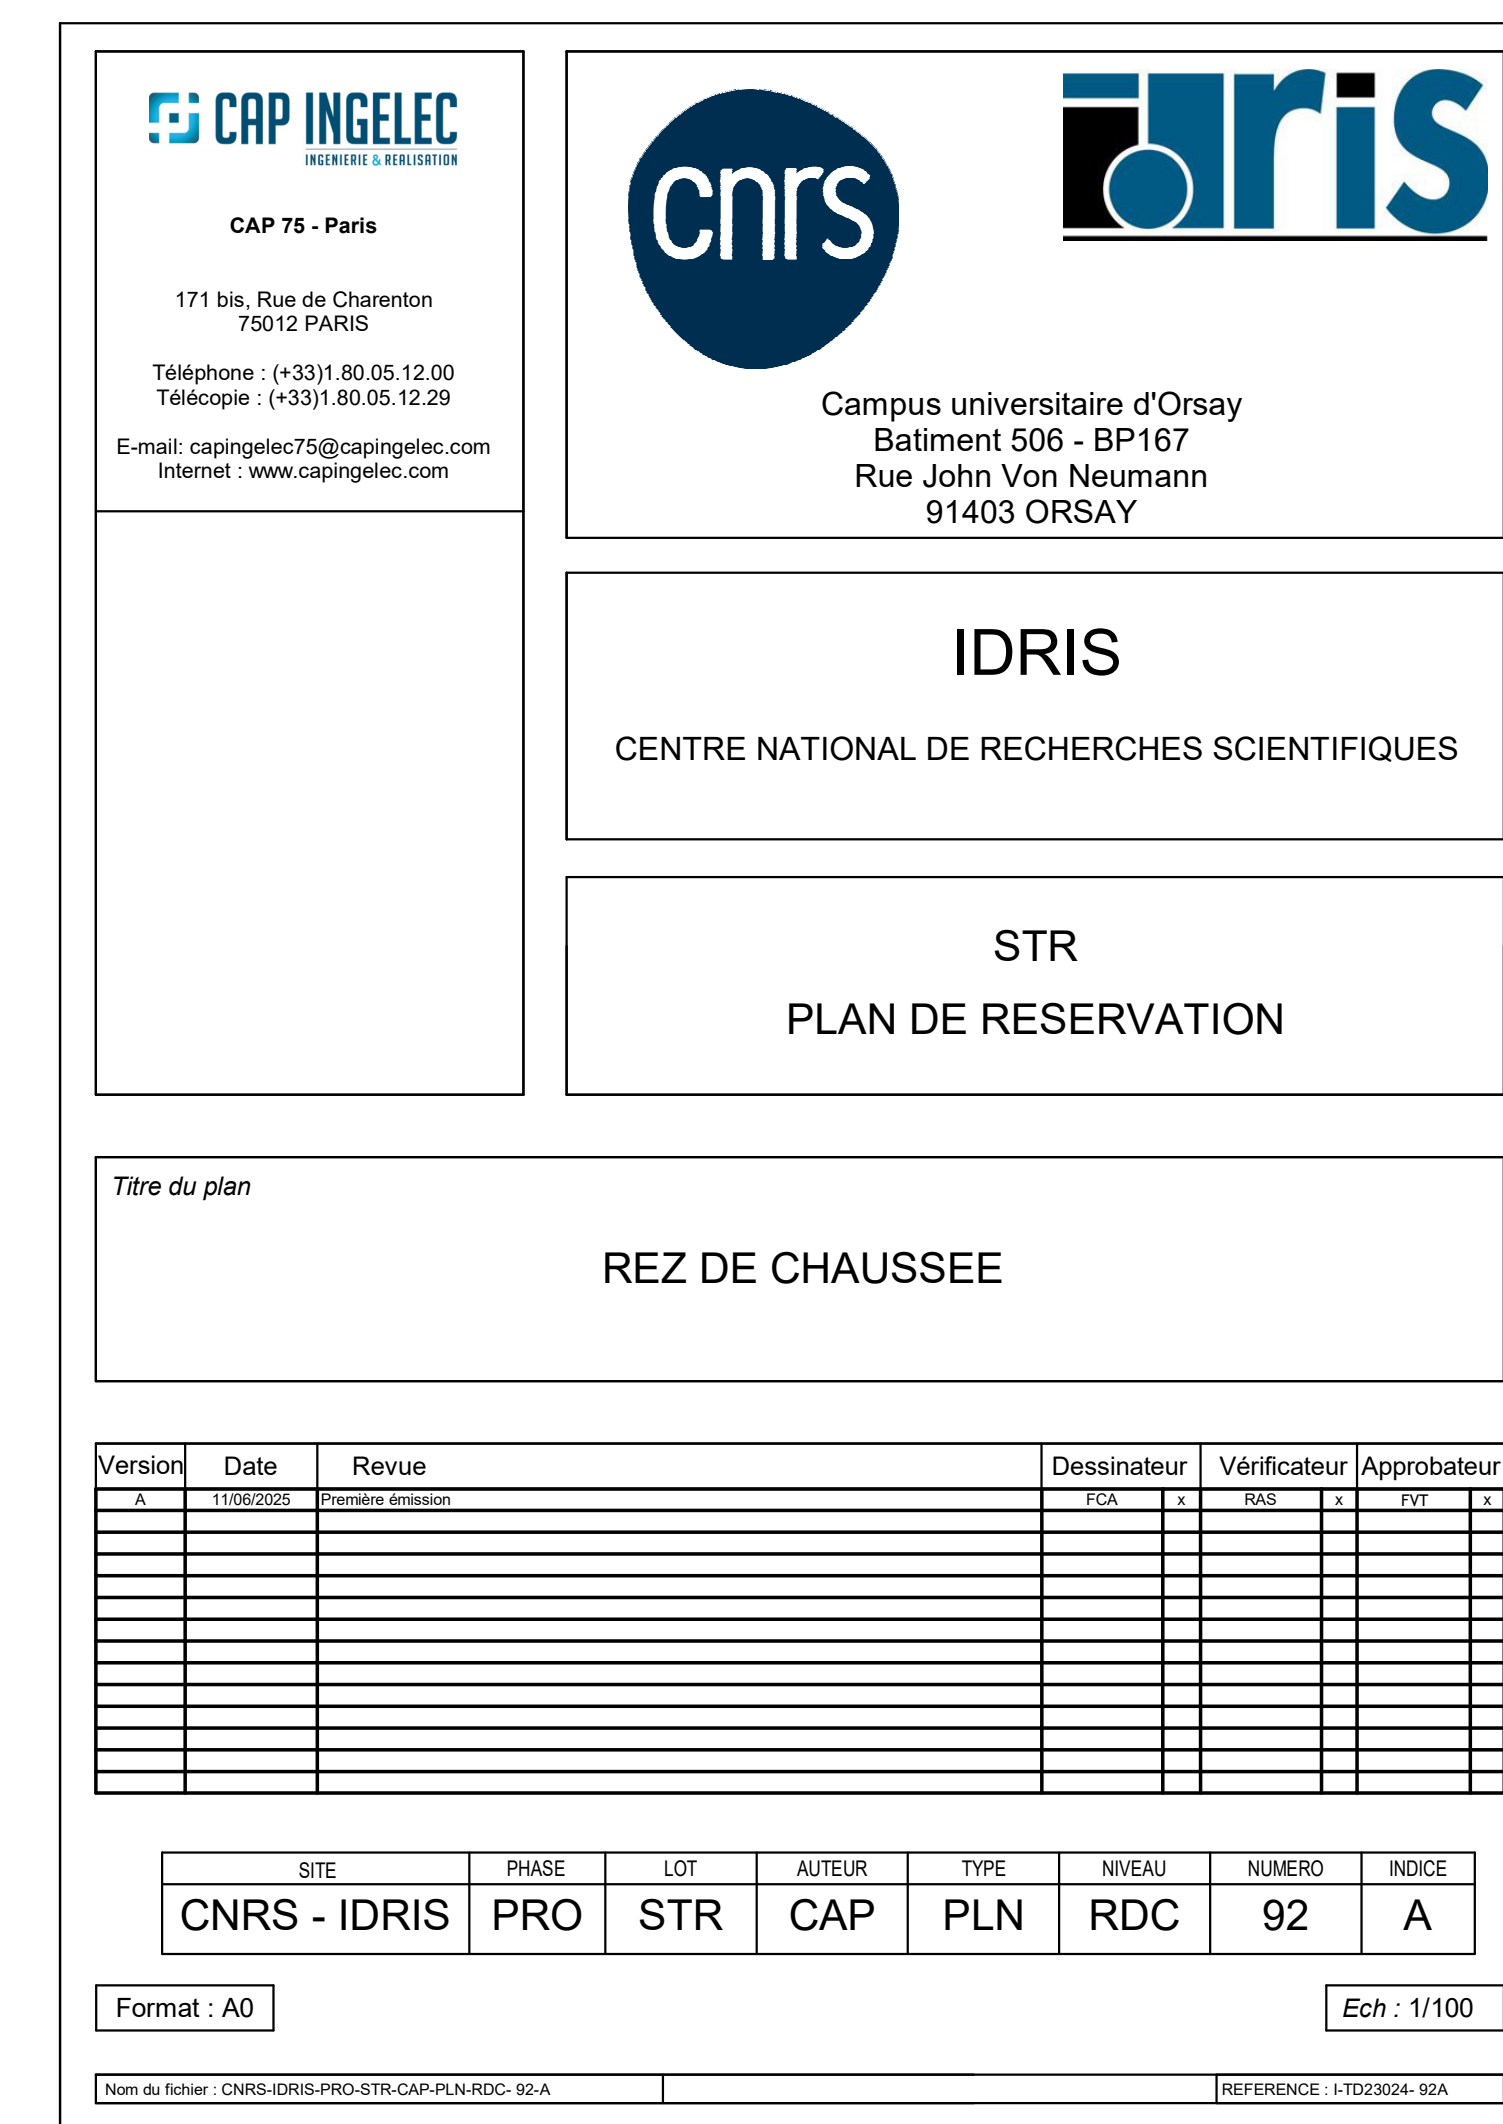 CAP INGELEC
INGENIERIE & REALISATION
CAP 75 - Paris
171 bis, Rue de Charenton
75012 PARIS
Téléphone : (+33)1.80.05.12.00
Télécopie : (+33)1.80.05.12.29
E-mail: capingelec75@capingelec.com
Internet : www.capingelec.com
cnrs
idris
Campus universitaire d'Orsay
Batiment 506 - BP167
Rue John Von Neumann
91403 ORSAY
IDRIS
CENTRE NATIONAL DE RECHERCHES SCIENTIFIQUES
STR
PLAN DE RESERVATION
Titre du plan
REZ DE CHAUSSEE
Version Date Revue Dessinateur Vérificateur Approbateur
A 11/06/2025 Première émission FCA x RAS x FVT x
SITE PHASE LOT AUTEUR TYPE NIVEAU NUMERO INDICE
CNRS - IDRIS PRO STR CAP PLN RDC 92 A
Format : A0
Ech : 1/100
Nom du fichier : CNRS-IDRIS-PRO-STR-CAP-PLN-RDC- 92-A
REFERENCE : I-TD23024- 92A